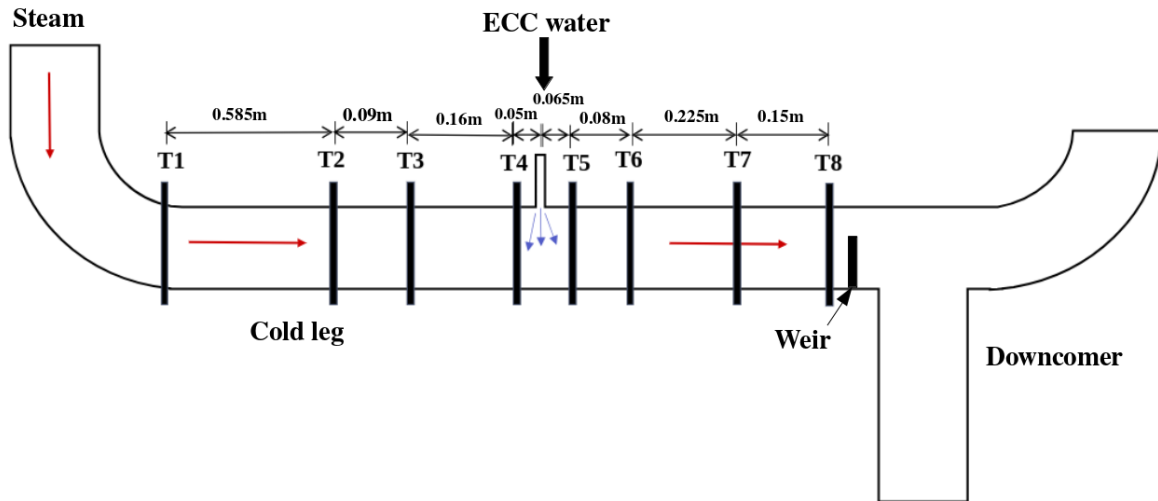 Steam
ECC water
0.585m
0.09m
0.16m
0.05m
0.065m
0.08m
0.225m
0.15m
T1
T2
T3
T4
T5
T6
T7
T8
Cold leg
Weir
Downcomer